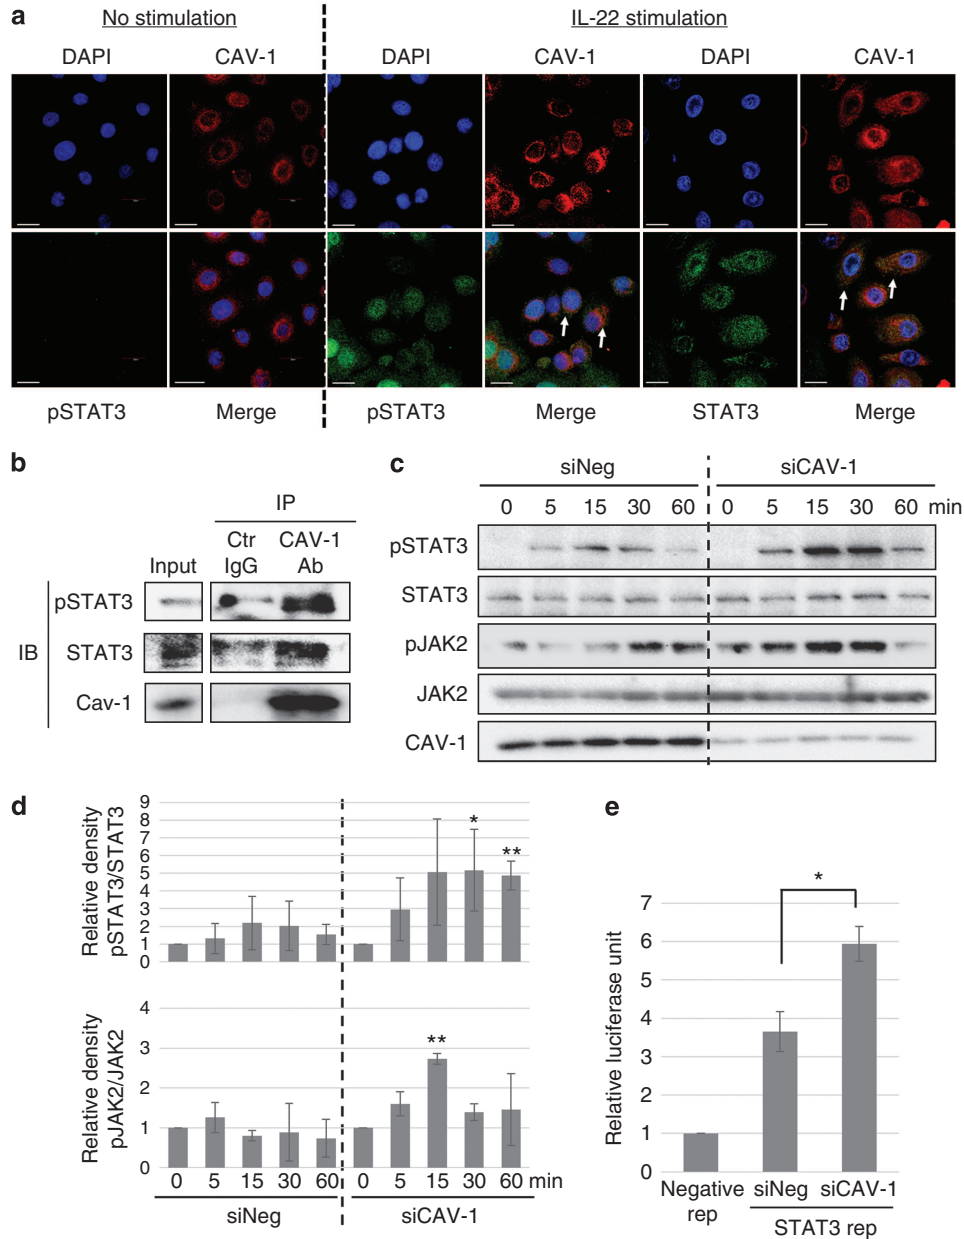 a
No stimulation IL-22 stimulation
DAPI CAV-1 DAPI CAV-1 DAPI CAV-1
pSTAT3 Merge pSTAT3 Merge STAT3 Merge
b
IP
Ctr IgG CAV-1 Ab
Input
IB
pSTAT3
STAT3
Cav-1
c
siNeg siCAV-1
0 5 15 30 60 0 5 15 30 60 min
pSTAT3
STAT3
pJAK2
JAK2
CAV-1
d
Relative density
pSTAT3/STAT3
9
8
7
6
5
4
3
2
1
0
* **
Relative density
pJAK2/JAK2
4
3
2
1
0
**
0 5 15 30 60 0 5 15 30 60 min
siNeg siCAV-1
e
Relative luciferase unit
7
6
5
4
3
2
1
0
*
Negative rep
siNeg siCAV-1
STAT3 rep